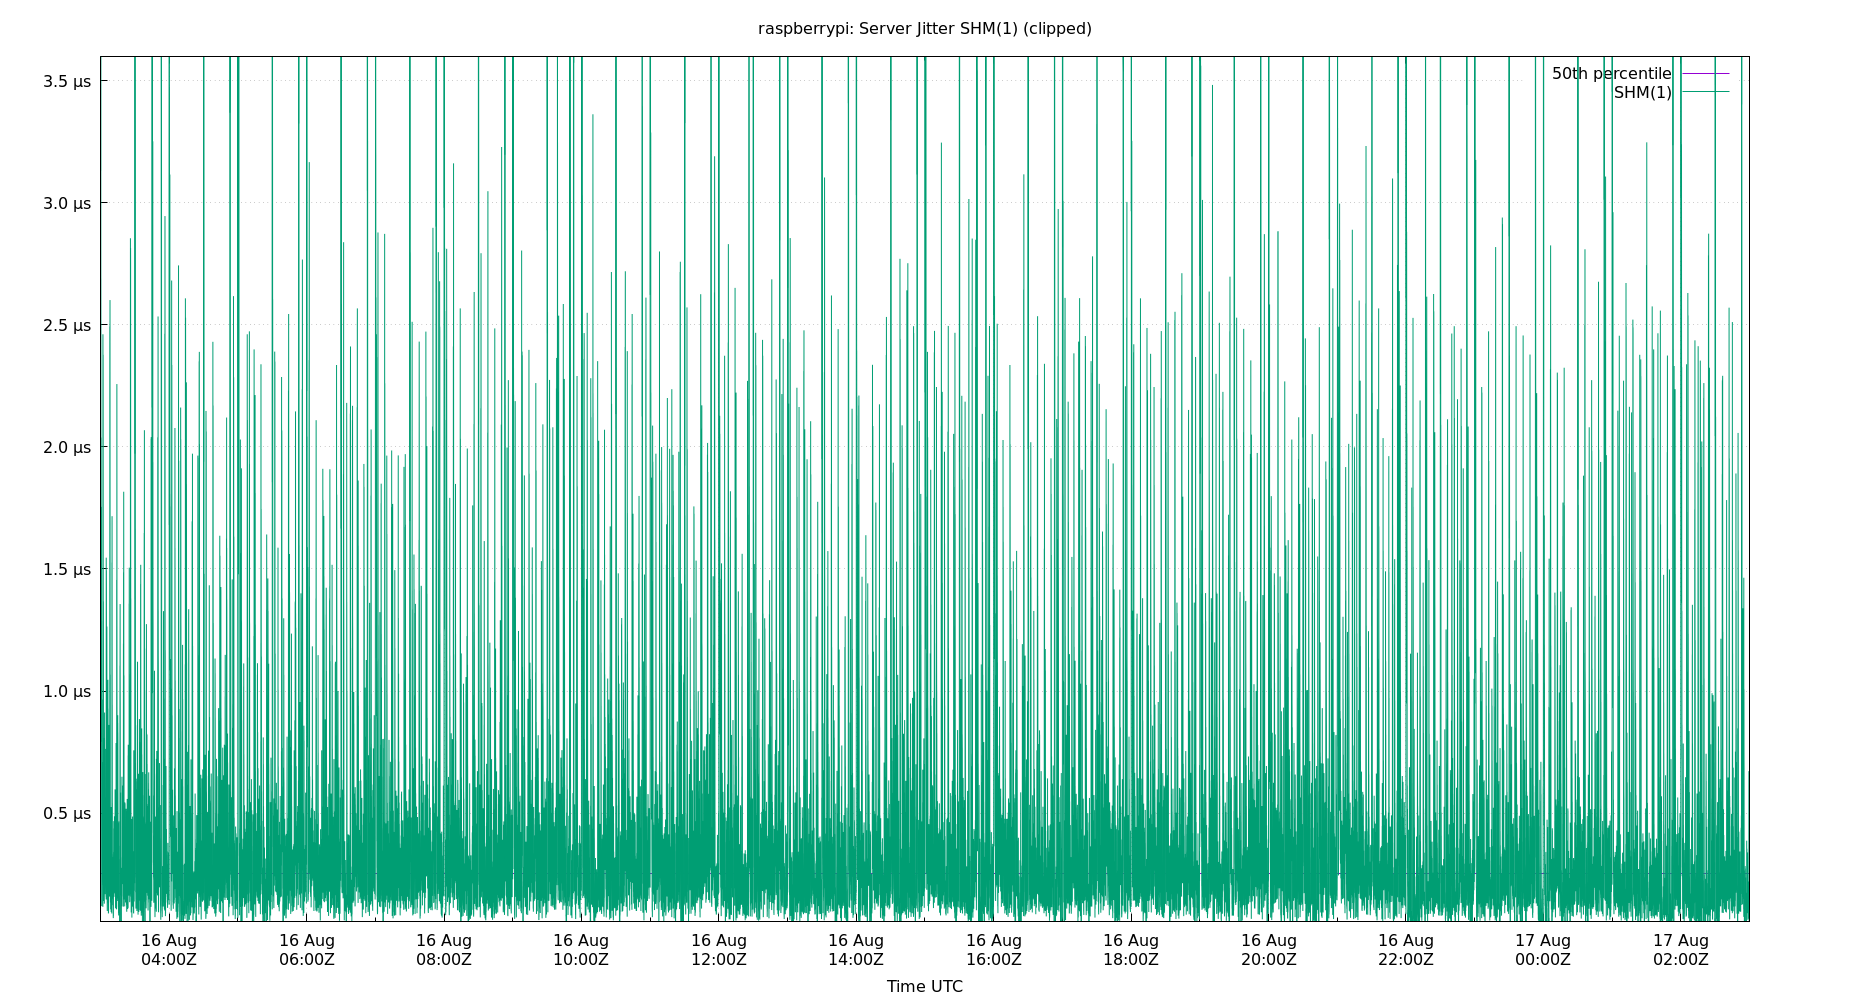 raspberrypi: Server Jitter SHM(1) (clipped)
50th percentile
SHM(1)
3.5 μs
3.0 μs
2.5 μs
2.0 μs
1.5 μs
1.0 μs
0.5 μs
16 Aug 16 Aug 16 Aug 16 Aug 16 Aug 16 Aug 16 Aug 16 Aug 16 Aug 16 Aug 17 Aug 17 Aug
04:00Z 06:00Z 08:00Z 10:00Z 12:00Z 14:00Z 16:00Z 18:00Z 20:00Z 22:00Z 00:00Z 02:00Z
Time UTC